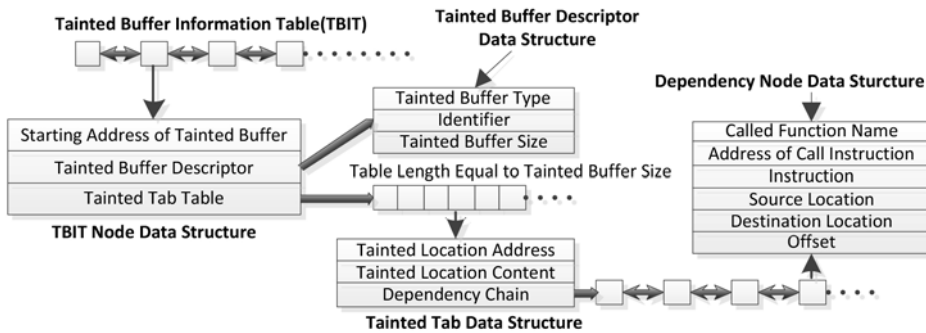 Tainted Buffer Information Table(TBIT)
Tainted Buffer Descriptor
Data Structure
Dependency Node Data Sturcture
Starting Address of Tainted Buffer
Tainted Buffer Descriptor
Tainted Tab Table
TBIT Node Data Structure
Tainted Buffer Type
Identifier
Tainted Buffer Size
Table Length Equal to Tainted Buffer Size
Called Function Name
Address of Call Instruction
Instruction
Source Location
Destination Location
Offset
Tainted Location Address
Tainted Location Content
Dependency Chain
Tainted Tab Data Structure